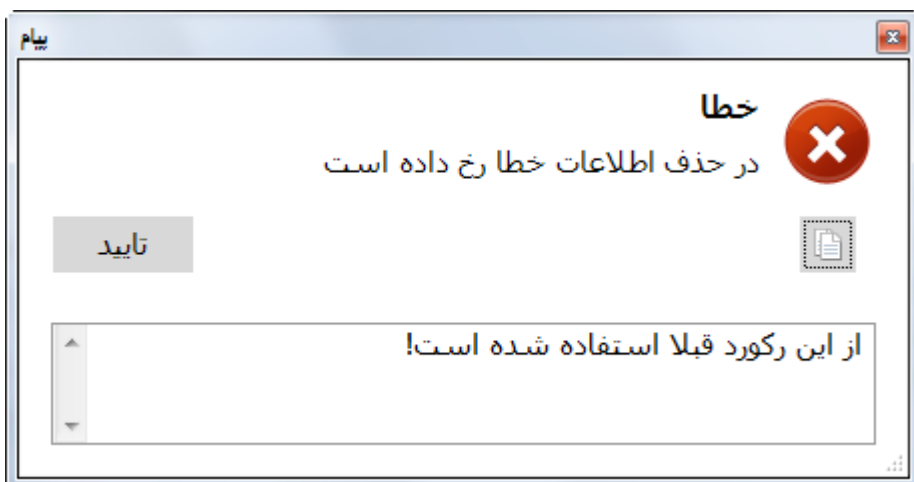 پیام
خطا
در حذف اطلاعات خطا رخ داده است
تایید
از این رکورد قبلا استفاده شده است!